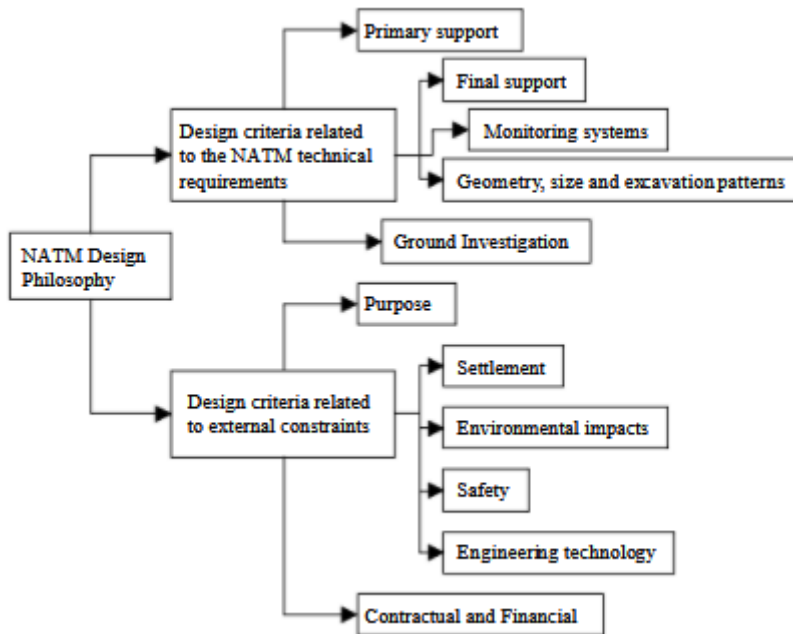 Primary support
Final support
Design criteria related
to the NATM technical
requirements
Monitoring systems
Geometry, size and excavation patterns
Ground Investigation
NATM Design
Philosophy
Purpose
Settlement
Design criteria related
to external constraints
Environmental impacts
Safety
Engineering technology
Contractual and Financial